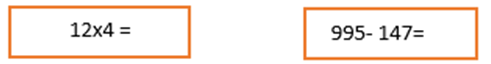 12x4 =
995- 147=